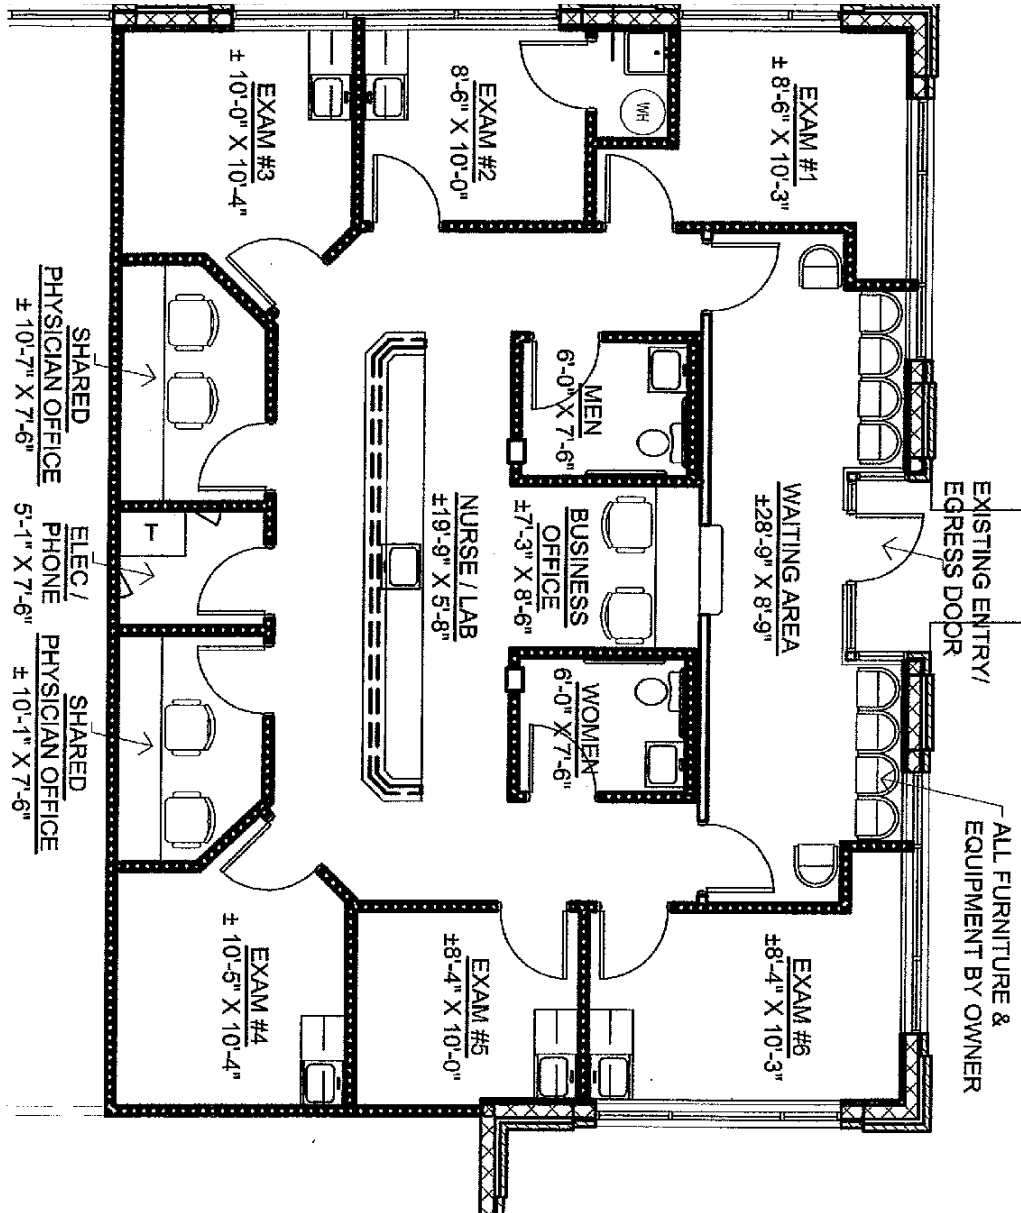 EXAM #3
± 10'-0" X 10'-4"
EXAM #2
8'-6" X 10'-0"
WH
EXAM #1
± 8'-6" X 10'-3"
SHARED
PHYSICIAN OFFICE
± 10'-7" X 7'-6"
MEN
6'-0" X 7'-6"
EXISTING ENTRY/
EGRESS DOOR
WAITING AREA
±28'-9" X 8'-9"
BUSINESS
OFFICE
±7'-3" X 8'-6"
NURSE / LAB
±19'-9" X 5'-8"
T
ELEC /
PHONE
5'-1" X 7'-6"
SHARED
PHYSICIAN OFFICE
± 10'-1" X 7'-6"
WOMEN
6'-0" X 7'-6"
ALL FURNITURE &
EQUIPMENT BY OWNER
EXAM #4
± 10'-5" X 10'-4"
EXAM #5
±8'-4" X 10'-0"
EXAM #6
±8'-4" X 10'-3"